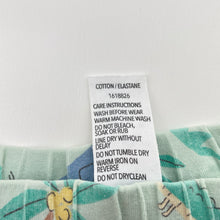 COTTON/ELASTANE
1618826
CARE INSTRUCTIONS
WASH BEFORE WEAR
WARM MACHINE WASH
DO NOT BLEACH,
SOAK OR RUB
LINE DRY WITHOUT
DELAY
DO NOT TUMBLE DRY
WARM IRON ON
REVERSE
DO NOT DRYCLEAN